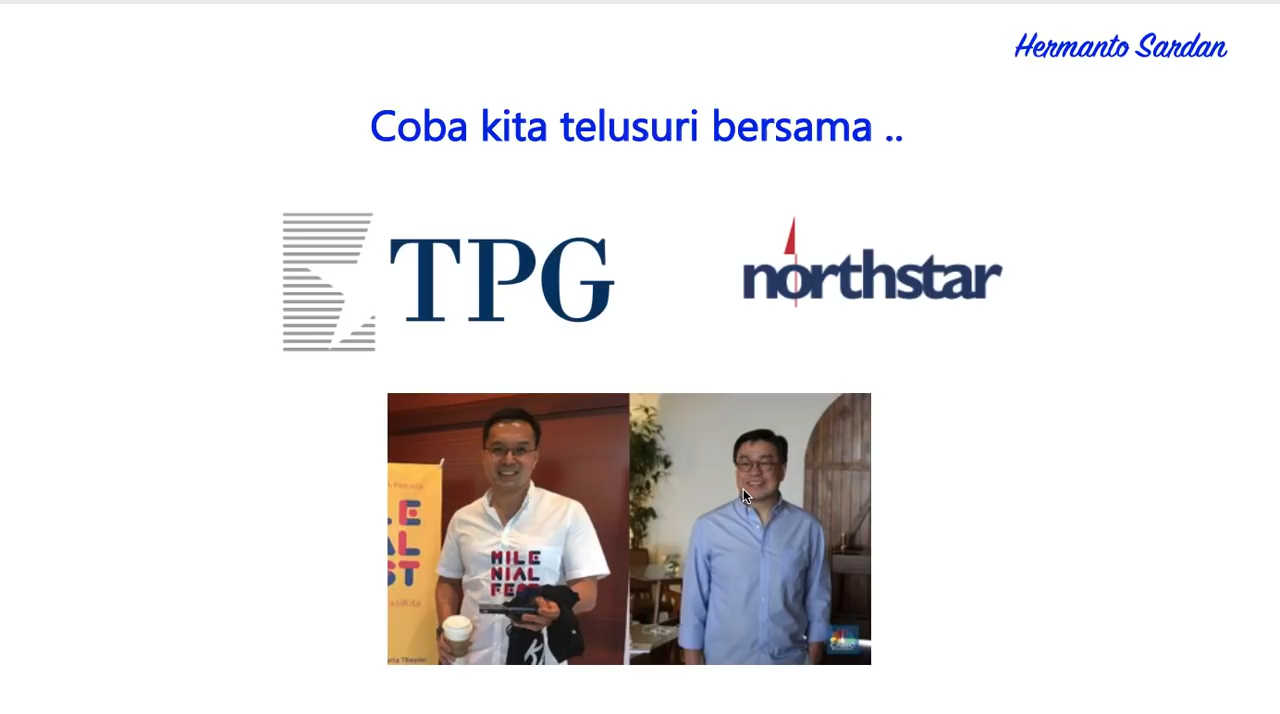 Hermanto Sardan
Coba kita telusuri bersama ..
TPG
northstar
MILE
NIAL
FEST